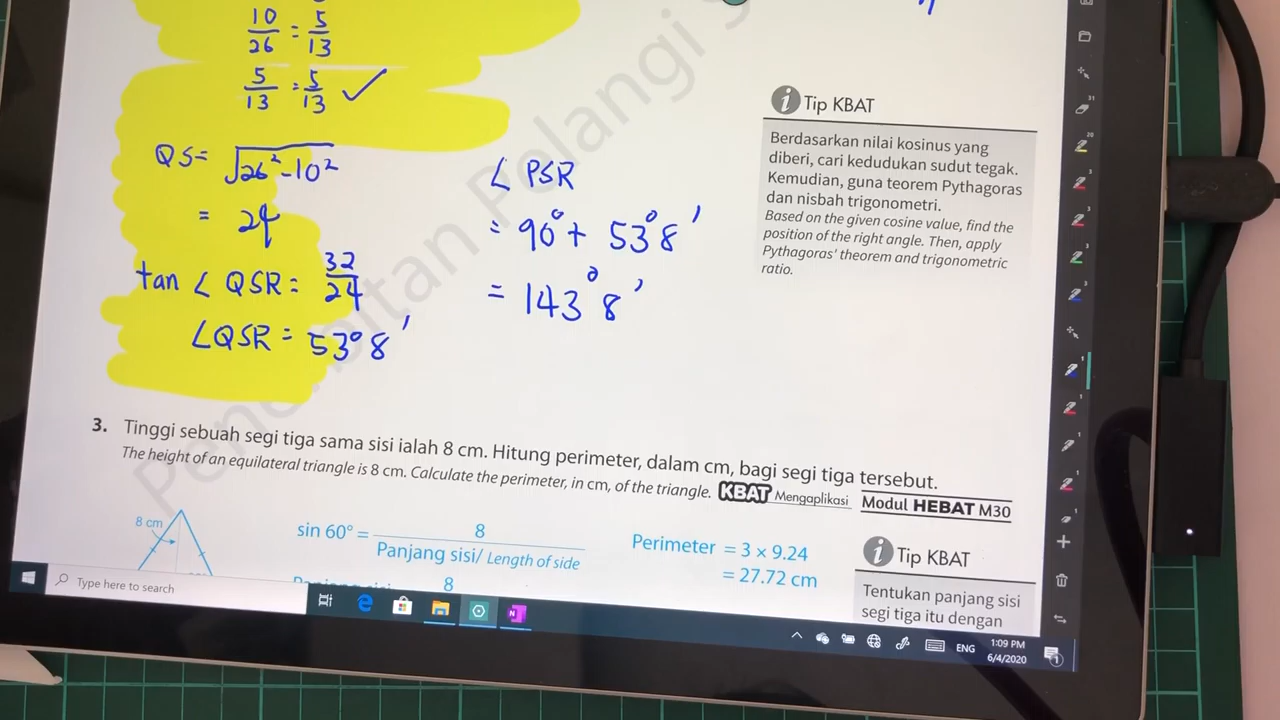 10/26 = 5/13
5/13 = 5/13 ✓
QS = √26²-10²
= 24
tan ∠ QSR = 32/24
∠QSR = 53°8'
∠ PSR
= 90° + 53°8'
= 143°8'
Tip KBAT
Berdasarkan nilai kosinus yang
diberi, cari kedudukan sudut tegak.
Kemudian, guna teorem Pythagoras
dan nisbah trigonometri.
Based on the given cosine value, find the
position of the right angle. Then, apply
Pythagoras' theorem and trigonometric
ratio.
Penerbitan Pelangi
3. Tinggi sebuah segi tiga sama sisi ialah 8 cm. Hitung perimeter, dalam cm, bagi segi tiga tersebut.
The height of an equilateral triangle is 8 cm. Calculate the perimeter, in cm, of the triangle. KBAT Mengaplikasi Modul HEBAT M30
8 cm
sin 60° = 8 / Panjang sisi/ Length of side
8
Perimeter = 3 × 9.24
= 27.72 cm
Tip KBAT
Tentukan panjang sisi
segi tiga itu dengan
Type here to search
ENG
1:09 PM
6/4/2020